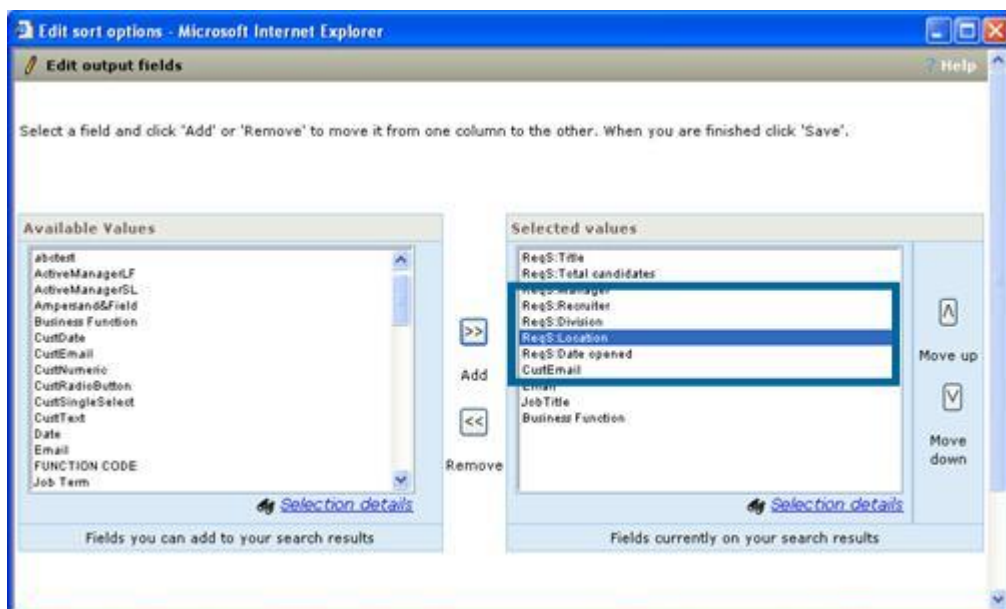 Edit sort options - Microsoft Internet Explorer
Edit output fields
? Help
Select a field and click 'Add' or 'Remove' to move it from one column to the other. When you are finished click 'Save'.
Available Values
abctest
ActiveManagerLF
ActiveManagerSL
Ampersand&Field
Business Function
CustDate
CustEmail
CustNumeric
CustRadioButton
CustSingleSelect
CustText
Date
Email
FUNCTION CODE
Job Term
Selection details
Fields you can add to your search results
>>
Add
<<
Remove
Selected values
ReqS:Title
ReqS:Total candidates
ReqS:Manager
ReqS:Recruiter
ReqS:Division
ReqS:Location
ReqS:Date opened
CustEmail
Email
JobTitle
Business Function
Selection details
Fields currently on your search results
Move up
Move
down